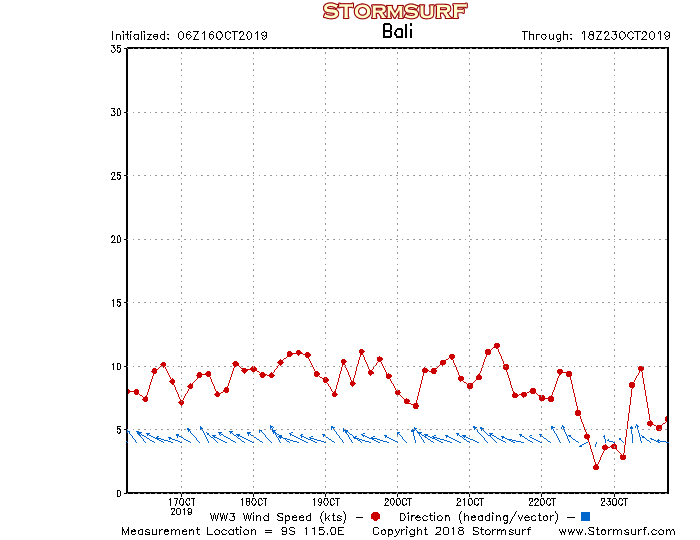 STORMSURF
Initialized: 06Z16OCT2019 Bali Through: 18Z23OCT2019
35
30
25
20
15
10
5
0
17OCT 18OCT 19OCT 20OCT 21OCT 22OCT 23OCT
2019
WW3 Wind Speed (kts) – Direction (heading/vector) –
Measurement Location = 9S 115.0E Copyright 2018 Stormsurf www.Stormsurf.com